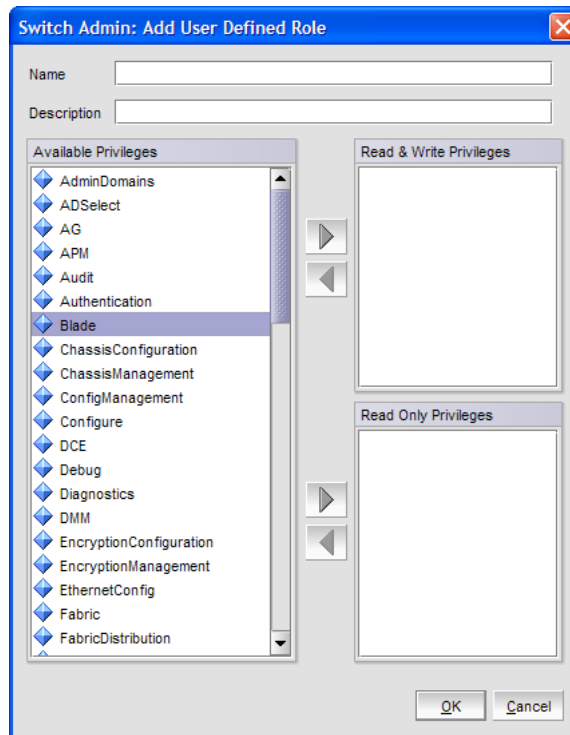 Switch Admin: Add User Defined Role
Name
Description
Available Privileges
AdminDomains
ADSelect
AG
APM
Audit
Authentication
Blade
ChassisConfiguration
ChassisManagement
ConfigManagement
Configure
DCE
Debug
Diagnostics
DMM
EncryptionConfiguration
EncryptionManagement
EthernetConfig
Fabric
FabricDistribution
Read & Write Privileges
Read Only Privileges
OK
Cancel